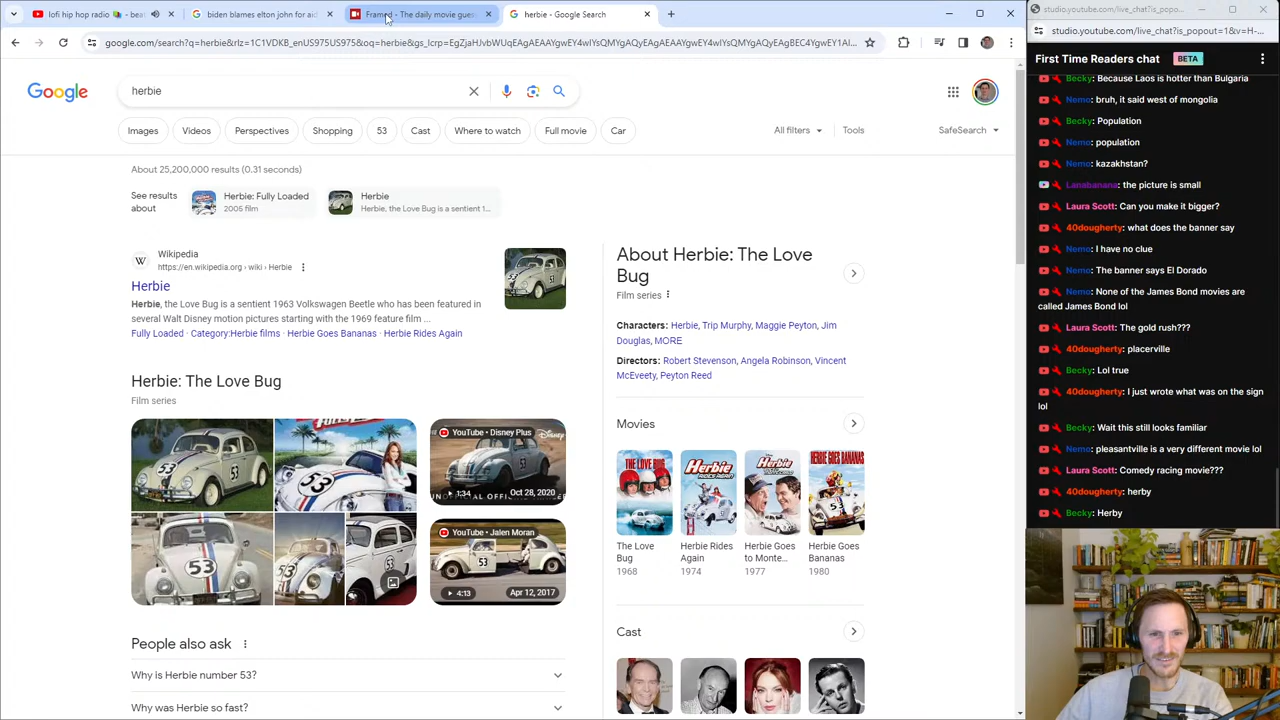 lofi hip hop radio
beat
biden blames elton john for aid
Framed - The daily movie gues
herbie - Google Search
google.com/search?q=herbie&rlz=1C1VDKB_enUS975US975&oq=herbie&gs_lcrp=
Google
herbie
Images
Videos
Perspectives
Shopping
53
Cast
Where to watch
Full movie
Car
All filters
Tools
SafeSearch
About 25,200,000 results (0.31 seconds)
See results
about
Herbie: Fully Loaded
2005 film
Herbie
Herbie, the Love Bug is a sentient 1...
W
Wikipedia
https://en.wikipedia.org › wiki › Herbie
Herbie
Herbie, the Love Bug is a sentient 1963 Volkswagen Beetle who has been featured in
several Walt Disney motion pictures starting with the 1969 feature film ...
Fully Loaded · Category:Herbie films · Herbie Goes Bananas · Herbie Rides Again
Herbie: The Love Bug
Film series
YouTube · Disney Plus
1:34
Oct 28, 2020
YouTube · Jalen Moran
4:13
Apr 12, 2017
People also ask
Why is Herbie number 53?
Why was Herbie so fast?
About Herbie: The Love
Bug
Film series
Characters: Herbie, Trip Murphy, Maggie Peyton, Jim
Douglas, MORE
Directors: Robert Stevenson, Angela Robinson, Vincent
McEveety, Peyton Reed
Movies
The Love
Bug
1968
Herbie Rides
Again
1974
Herbie Goes
to Monte...
1977
Herbie Goes
Bananas
1980
Cast
studio.youtube.com/live_chat?is_popo...
studio.youtube.com/live_chat?is_popout=1&v=H-...
First Time Readers chat
BETA
Becky: Because Laos is hotter than Bulgaria
Nemo: bruh, it said west of mongolia
Becky: Population
Nemo: population
Nemo: kazakhstan?
Lanabanana: the picture is small
Laura Scott: Can you make it bigger?
40dougherty: what does the banner say
Nemo: I have no clue
Nemo: The banner says El Dorado
Nemo: None of the James Bond movies are
called James Bond lol
Laura Scott: The gold rush???
40dougherty: placerville
Becky: Lol true
40dougherty: I just wrote what was on the sign
lol
Becky: Wait this still looks familiar
Nemo: pleasantville is a very different movie lol
Laura Scott: Comedy racing movie???
40dougherty: herby
Becky: Herby